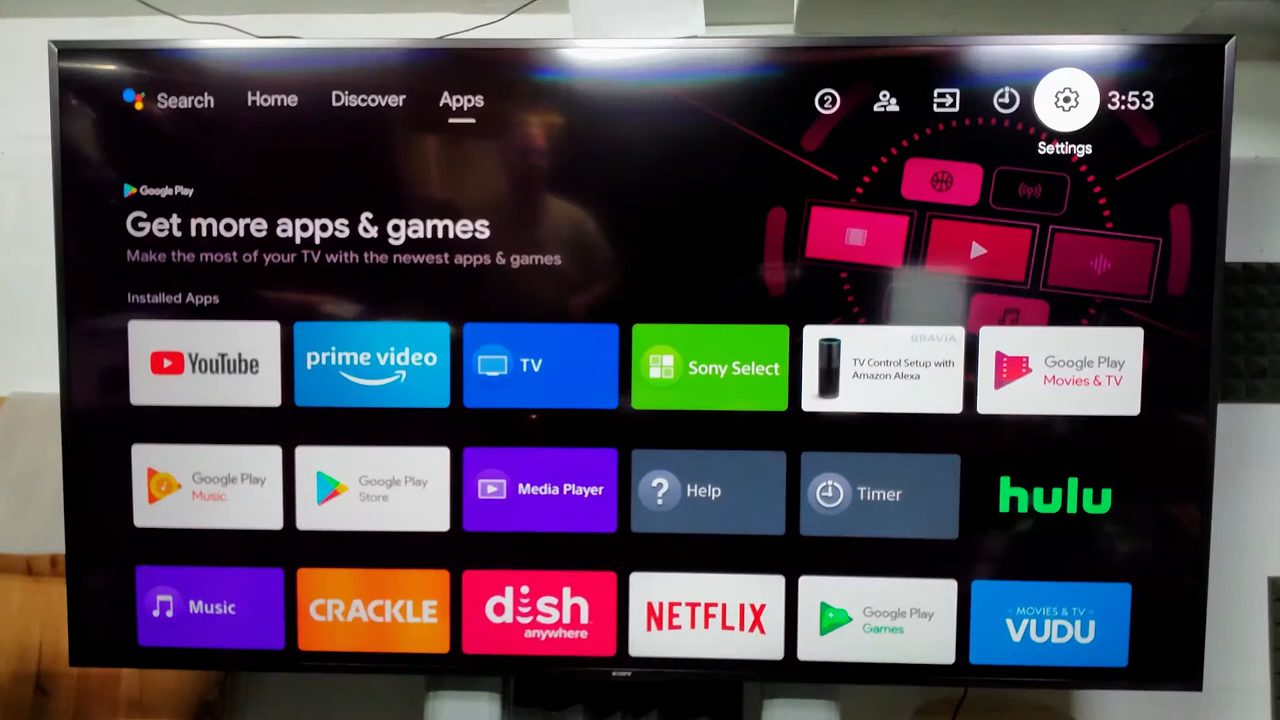 Search Home Discover Apps
2
3:53
Settings
Google Play
Get more apps & games
Make the most of your TV with the newest apps & games
Installed Apps
YouTube
prime video
TV
Sony Select
BRAVIA
TV Control Setup with
Amazon Alexa
Google Play
Movies & TV
Google Play
Music
Google Play
Store
Media Player
Help
Timer
hulu
Music
CRACKLE
dish
anywhere
NETFLIX
Google Play
Games
- MOVIES & TV -
VUDU
SONY